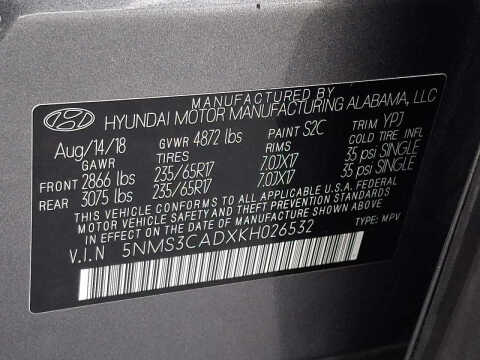 MANUFACTURED BY
HYUNDAI MOTOR MANUFACTURING ALABAMA, LLC
Aug/14/18 GVWR 4872 lbs PAINT S2C TRIM YPJ
GAWR TIRES RIMS COLD TIRE INFL
FRONT 2866 lbs 235/65R17 7.0JX17 35 psi SINGLE
REAR 3075 lbs 235/65R17 7.0JX17 35 psi SINGLE
THIS VEHICLE CONFORMS TO ALL APPLICABLE U.S.A. FEDERAL
MOTOR VEHICLE SAFETY AND THEFT PREVENTION STANDARDS
IN EFFECT ON THE DATE OF MANUFACTURE SHOWN ABOVE.
V.I.N 5NMS3CADXKH026532 TYPE: MPV